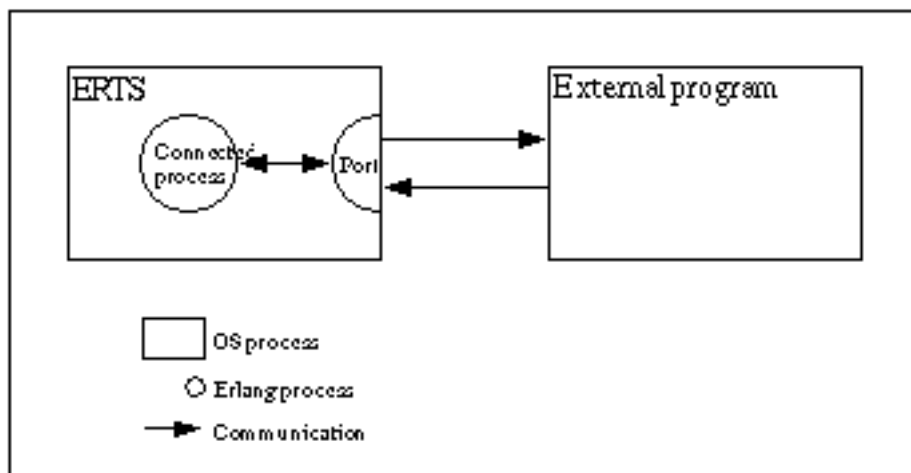 ERTS
External program
Connected
process
Port
OS process
Erlang process
Communication